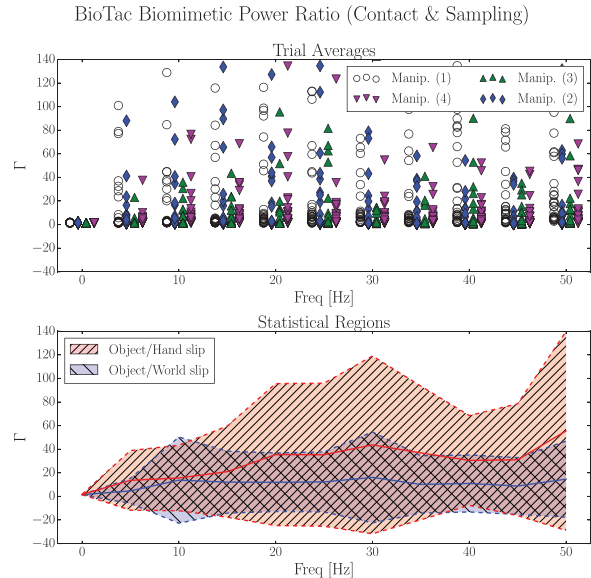 BioTac Biomimetic Power Ratio (Contact & Sampling)
Trial Averages
140
120
100
80
60
40
20
0
−20
−40
Γ
Manip. (1)
Manip. (3)
Manip. (4)
Manip. (2)
0
10
20
30
40
50
Freq [Hz]
Statistical Regions
140
120
100
80
60
40
20
0
−20
−40
Γ
Object/Hand slip
Object/World slip
0
10
20
30
40
50
Freq [Hz]